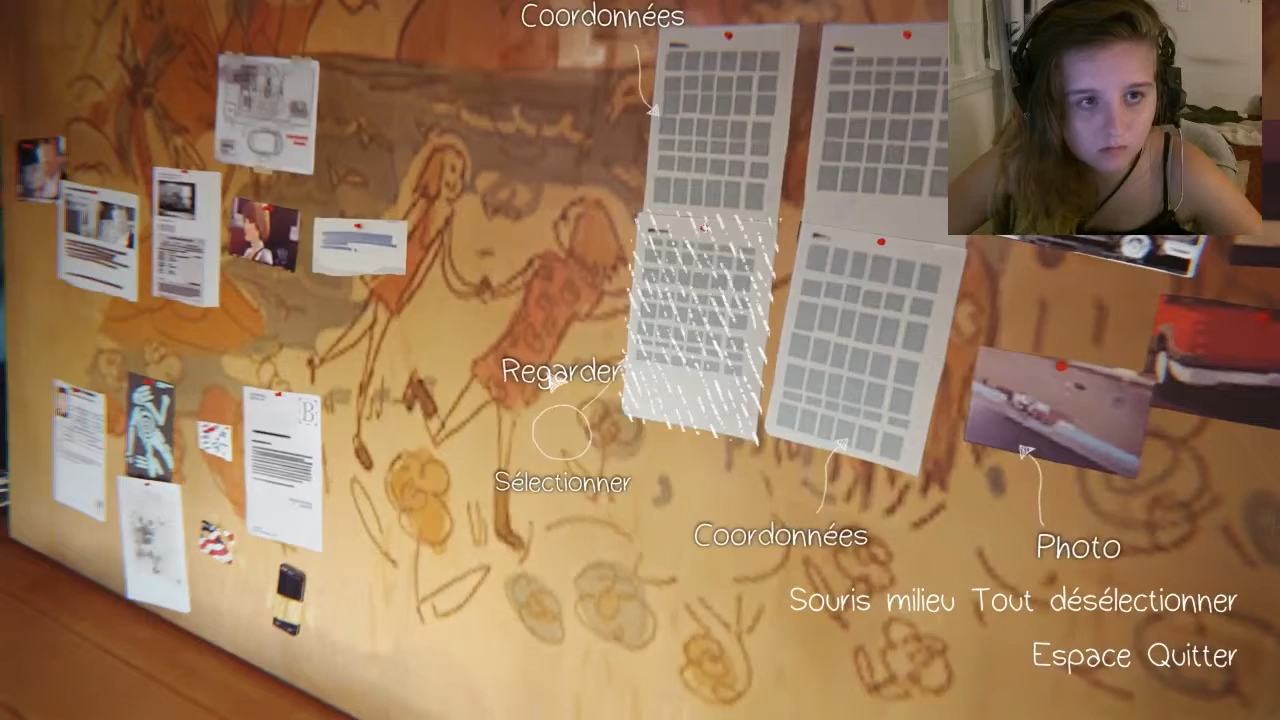 Coordonnées
Regarder
Sélectionner
Coordonnées
Photo
Souris milieu Tout désélectionner
Espace Quitter
B